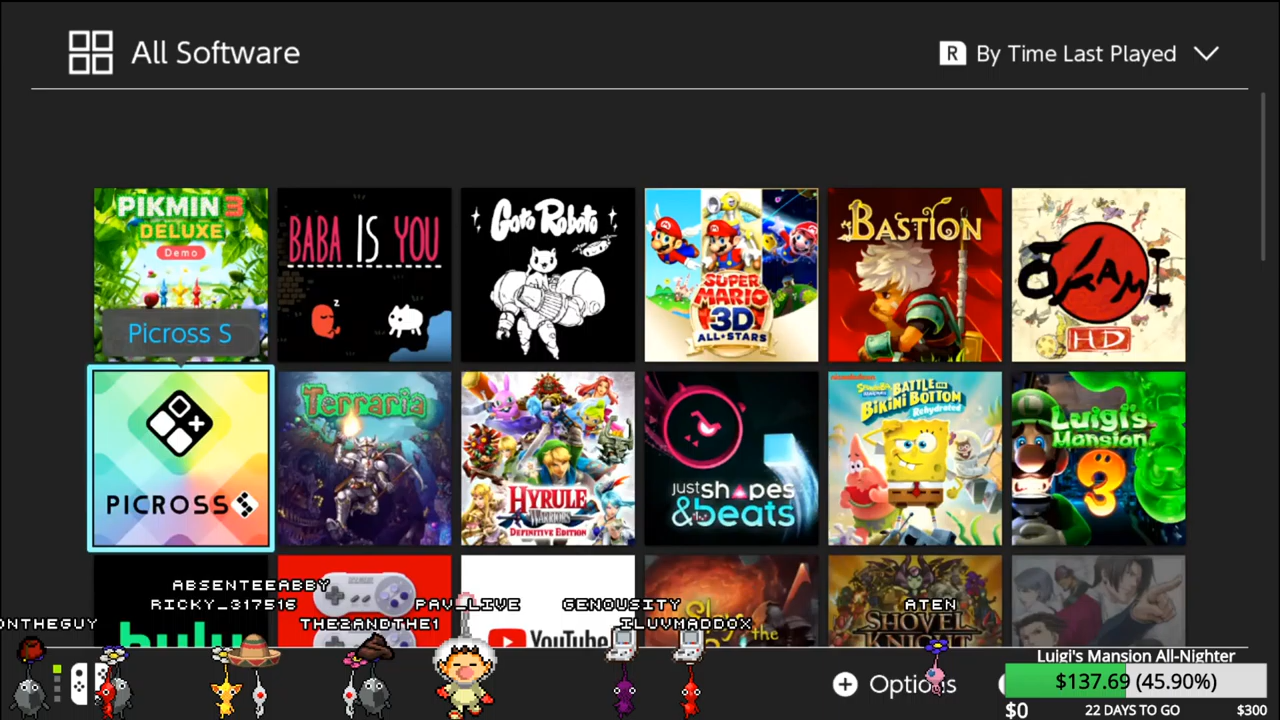 All Software
R By Time Last Played
PIKMIN 3
DELUXE
Demo
BABA IS YOU
z
Gato Roboto
SUPER
MARIO
3D
ALL★STARS
BASTION
ŌKAMI
HD
Picross S
PICROSS
Terraria
HYRULE
WARRIORS
DEFINITIVE EDITION
just shapes
&beats
nickelodeon
SpongeBob
BATTLE FOR
BIKINI BOTTOM
Rehydrated
Luigi's
Mansion
3
hulu
YouTube
Slay the
SHOVEL
KNIGHT
ABSENTEEABBY
RICKY_317516
PAV_LIVE
GENOUSITY
ATEN
ONTHEGUY
THE2ANDTHE1
ILUVMADDOX
+ Options
Luigi's Mansion All-Nighter
$137.69 (45.90%)
$0
22 DAYS TO GO
$300